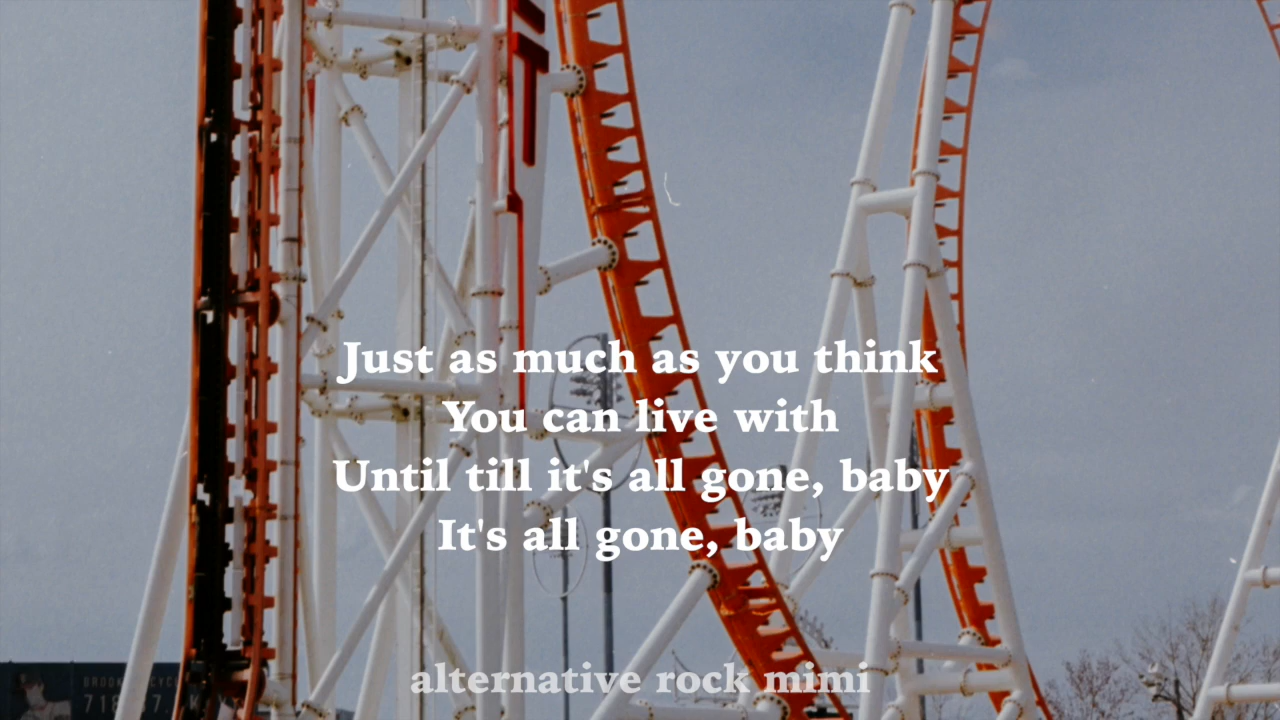 Just as much as you think
You can live with
Until till it's all gone, baby
It's all gone, baby
alternative rock mimi